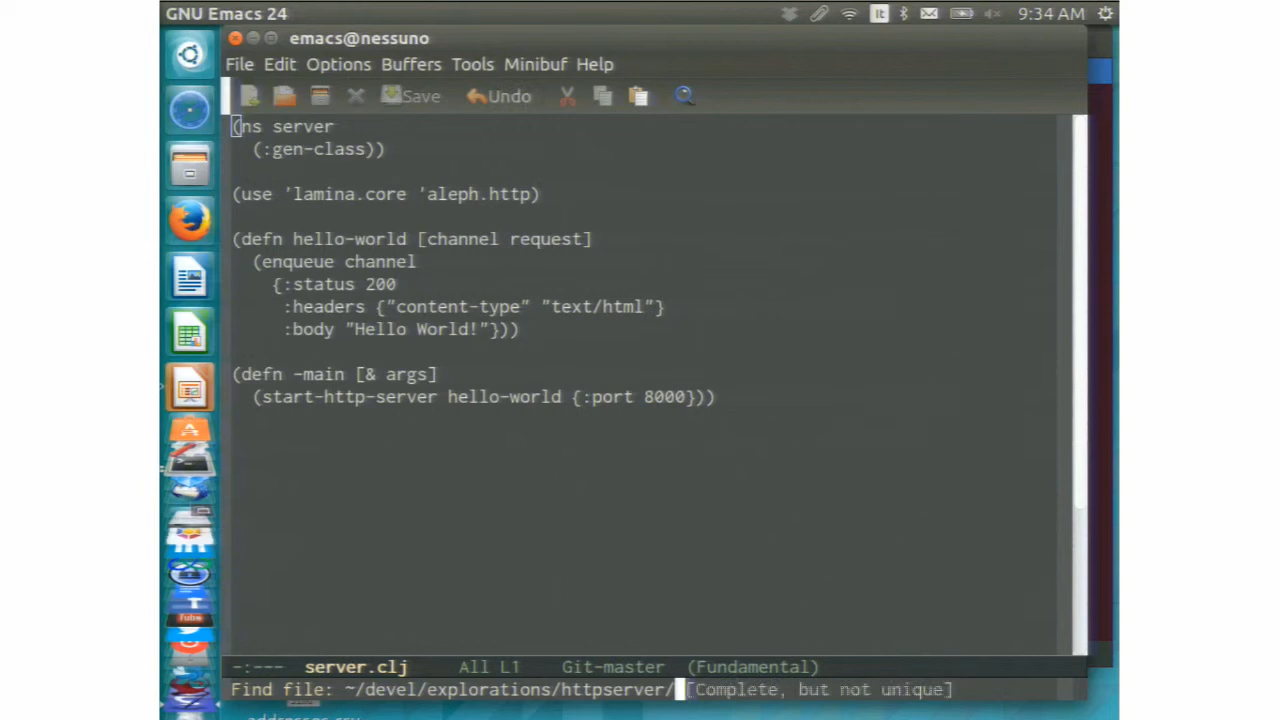 GNU Emacs 24
It
9:34 AM
emacs@nessuno
File Edit Options Buffers Tools Minibuf Help
Save Undo
(ns server
  (:gen-class))
(use 'lamina.core 'aleph.http)
(defn hello-world [channel request]
  (enqueue channel
    {:status 200
     :headers {"content-type" "text/html"}
     :body "Hello World!"}))
(defn -main [& args]
  (start-http-server hello-world {:port 8000}))
-:--- server.clj All L1 Git-master (Fundamental)
Find file: ~/devel/explorations/httpserver/ [Complete, but not unique]